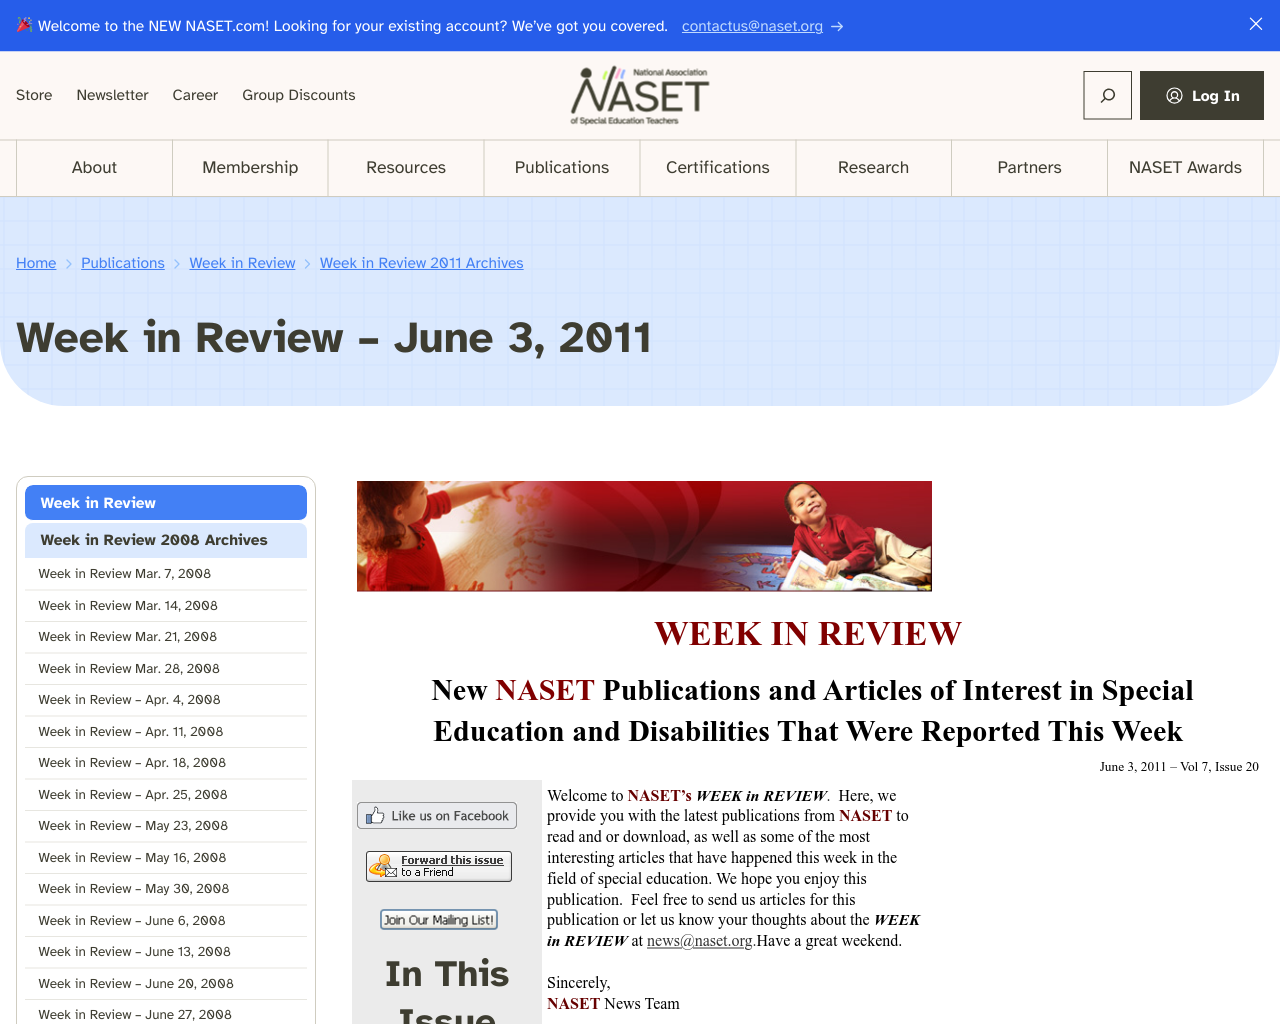 Welcome to the NEW NASET.com! Looking for your existing account? We've got you covered. contactus@naset.org →
Store Newsletter Career Group Discounts
National Association
NASET
of Special Education Teachers
Log In
About Membership Resources Publications Certifications Research Partners NASET Awards
Home > Publications > Week in Review > Week in Review 2011 Archives
Week in Review – June 3, 2011
Week in Review
Week in Review 2008 Archives
Week in Review Mar. 7, 2008
Week in Review Mar. 14, 2008
Week in Review Mar. 21, 2008
Week in Review Mar. 28, 2008
Week in Review – Apr. 4, 2008
Week in Review – Apr. 11, 2008
Week in Review – Apr. 18, 2008
Week in Review – Apr. 25, 2008
Week in Review – May 23, 2008
Week in Review – May 16, 2008
Week in Review – May 30, 2008
Week in Review – June 6, 2008
Week in Review – June 13, 2008
Week in Review – June 20, 2008
Week in Review – June 27, 2008
WEEK IN REVIEW
New NASET Publications and Articles of Interest in Special
Education and Disabilities That Were Reported This Week
June 3, 2011 – Vol 7, Issue 20
Like us on Facebook
Forward this issue
to a Friend
Join Our Mailing List!
In This
Issue
Welcome to NASET's WEEK in REVIEW.  Here, we
provide you with the latest publications from NASET to
read and or download, as well as some of the most
interesting articles that have happened this week in the
field of special education. We hope you enjoy this
publication.  Feel free to send us articles for this
publication or let us know your thoughts about the WEEK
in REVIEW at news@naset.org.Have a great weekend.
Sincerely,
NASET News Team